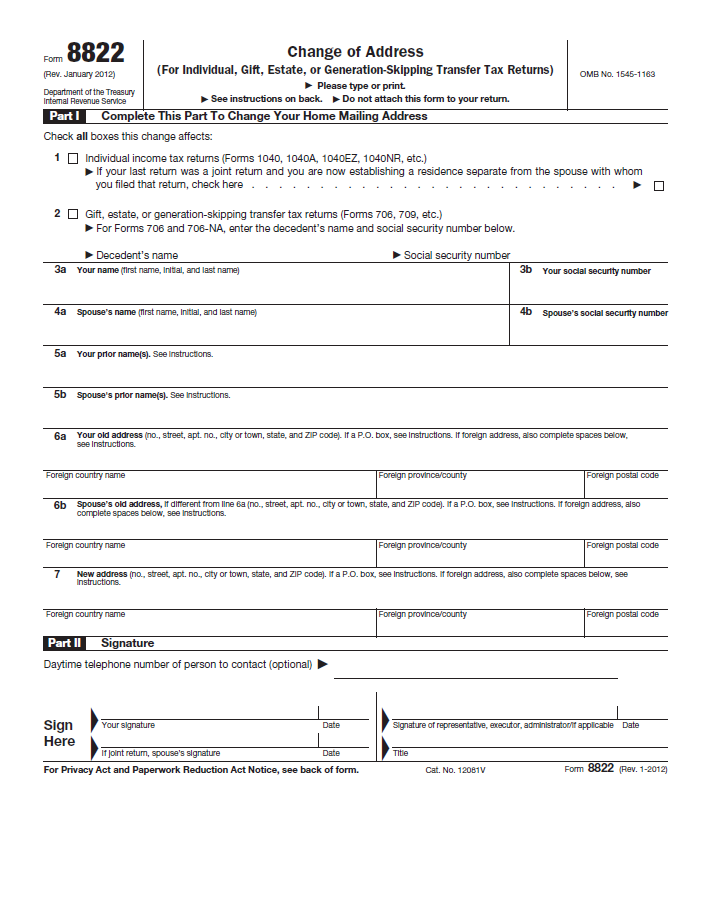 Form 8822
(Rev. January 2012)
Department of the Treasury
Internal Revenue Service
Change of Address
(For Individual, Gift, Estate, or Generation-Skipping Transfer Tax Returns)
▶ Please type or print.
▶ See instructions on back. ▶ Do not attach this form to your return.
OMB No. 1545-1163
Part I Complete This Part To Change Your Home Mailing Address
Check all boxes this change affects:
1 ☐ Individual income tax returns (Forms 1040, 1040A, 1040EZ, 1040NR, etc.)
▶ If your last return was a joint return and you are now establishing a residence separate from the spouse with whom
you filed that return, check here . . . . . . . . . . . . . . . . . . . . . . . . . . . ▶ ☐
2 ☐ Gift, estate, or generation-skipping transfer tax returns (Forms 706, 709, etc.)
▶ For Forms 706 and 706-NA, enter the decedent's name and social security number below.
▶ Decedent's name ▶ Social security number
3a Your name (first name, initial, and last name) 3b Your social security number
4a Spouse's name (first name, initial, and last name) 4b Spouse's social security number
5a Your prior name(s). See instructions.
5b Spouse's prior name(s). See instructions.
6a Your old address (no., street, apt. no., city or town, state, and ZIP code). If a P.O. box, see instructions. If foreign address, also complete spaces below,
see instructions.
Foreign country name Foreign province/county Foreign postal code
6b Spouse's old address, if different from line 6a (no., street, apt. no., city or town, state, and ZIP code). If a P.O. box, see instructions. If foreign address, also
complete spaces below, see instructions.
Foreign country name Foreign province/county Foreign postal code
7 New address (no., street, apt. no., city or town, state, and ZIP code). If a P.O. box, see instructions. If foreign address, also complete spaces below, see
instructions.
Foreign country name Foreign province/county Foreign postal code
Part II Signature
Daytime telephone number of person to contact (optional) ▶
Sign
Here
Your signature Date
If joint return, spouse's signature Date
Signature of representative, executor, administrator/if applicable Date
Title
For Privacy Act and Paperwork Reduction Act Notice, see back of form. Cat. No. 12081V Form 8822 (Rev. 1-2012)